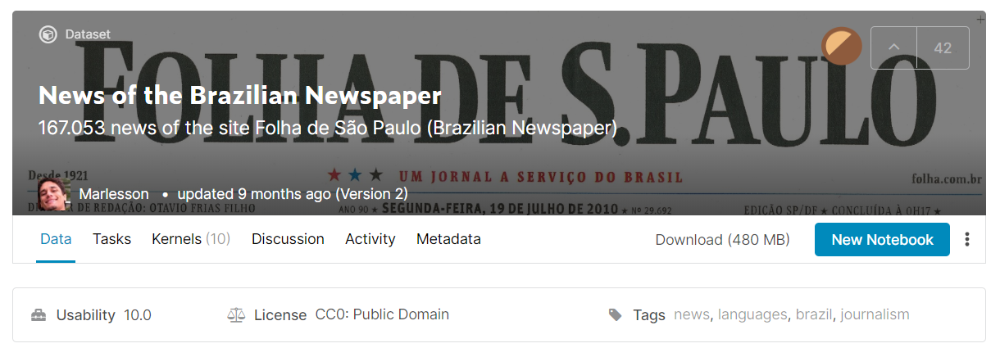 Dataset
42
FOLHA DE S.PAULO
News of the Brazilian Newspaper
167.053 news of the site Folha de São Paulo (Brazilian Newspaper)
Desde 1921
★ ★ ★ UM JORNAL A SERVIÇO DO BRASIL
folha.com.br
Marlesson • updated 9 months ago (Version 2)
DE REDAÇÃO: OTAVIO FRIAS FILHO
ANO 90 ★ SEGUNDA-FEIRA, 19 DE JULHO DE 2010 ★ Nº 29.692
EDIÇÃO SP/DF ★ CONCLUÍDA À 0H17 ★
Data Tasks Kernels (10) Discussion Activity Metadata Download (480 MB) New Notebook
Usability 10.0 License CC0: Public Domain Tags news, languages, brazil, journalism